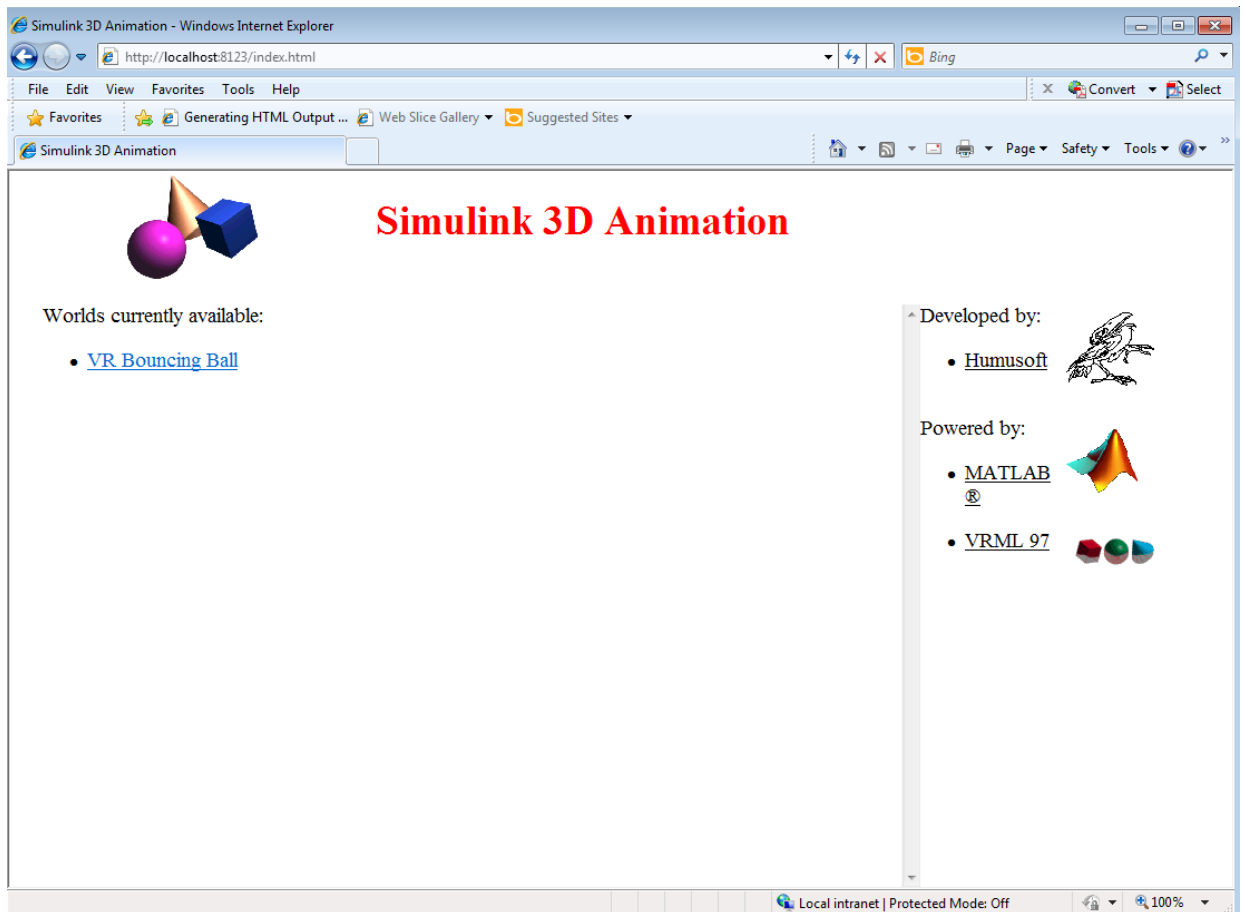 Simulink 3D Animation - Windows Internet Explorer
http://localhost:8123/index.html
Bing
File Edit View Favorites Tools Help
x Convert Select
Favorites Generating HTML Output ... Web Slice Gallery Suggested Sites
Simulink 3D Animation
Page Safety Tools »
Simulink 3D Animation
Worlds currently available:
• VR Bouncing Ball
Developed by:
• Humusoft
Powered by:
• MATLAB
®
• VRML 97
Local intranet | Protected Mode: Off
100%